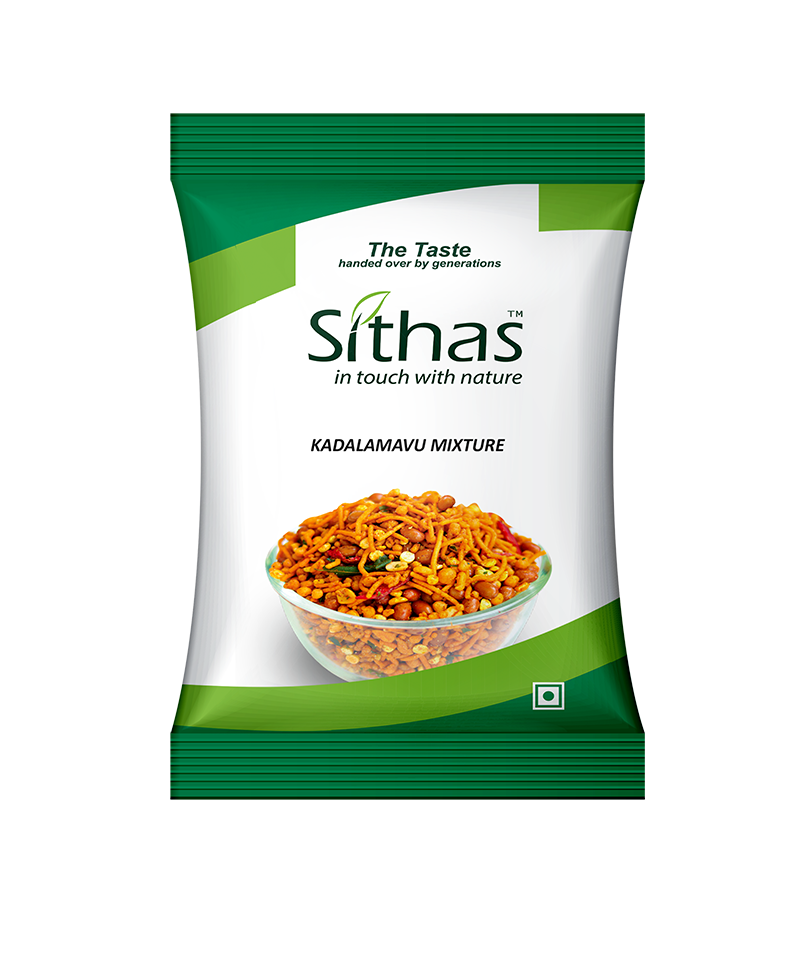 The Taste
handed over by generations
Sithas™
in touch with nature
KADALAMAVU MIXTURE